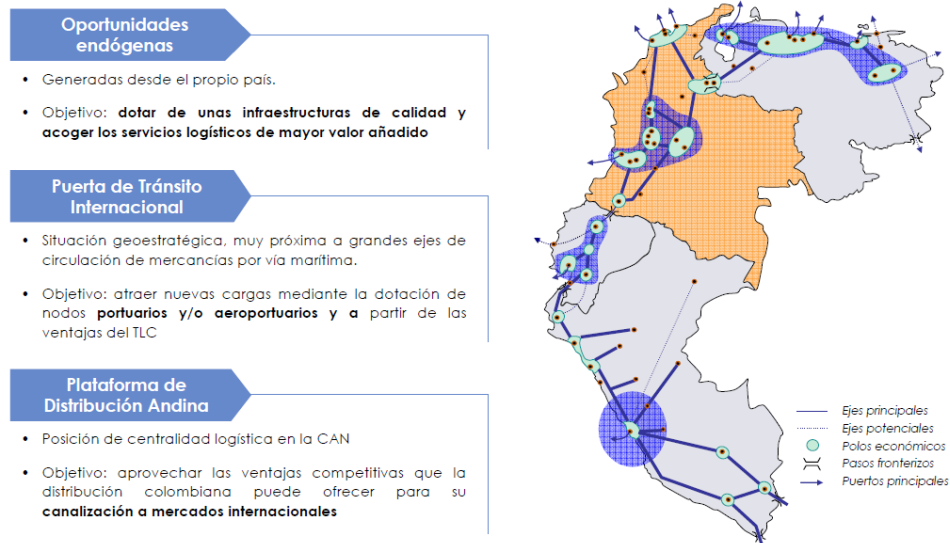 Oportunidades
endógenas
• Generadas desde el propio país.
• Objetivo: dotar de unas infraestructuras de calidad y
acoger los servicios logísticos de mayor valor añadido
Puerta de Tránsito
Internacional
• Situación geoestratégica, muy próxima a grandes ejes de
circulación de mercancías por vía marítima.
• Objetivo: atraer nuevas cargas mediante la dotación de
nodos portuarios y/o aeroportuarios y a partir de las
ventajas del TLC
Plataforma de
Distribución Andina
• Posición de centralidad logística en la CAN
• Objetivo: aprovechar las ventajas competitivas que la
distribución colombiana puede ofrecer para su
canalización a mercados internacionales
Ejes principales
Ejes potenciales
Polos económicos
Pasos fronterizos
Puertos principales